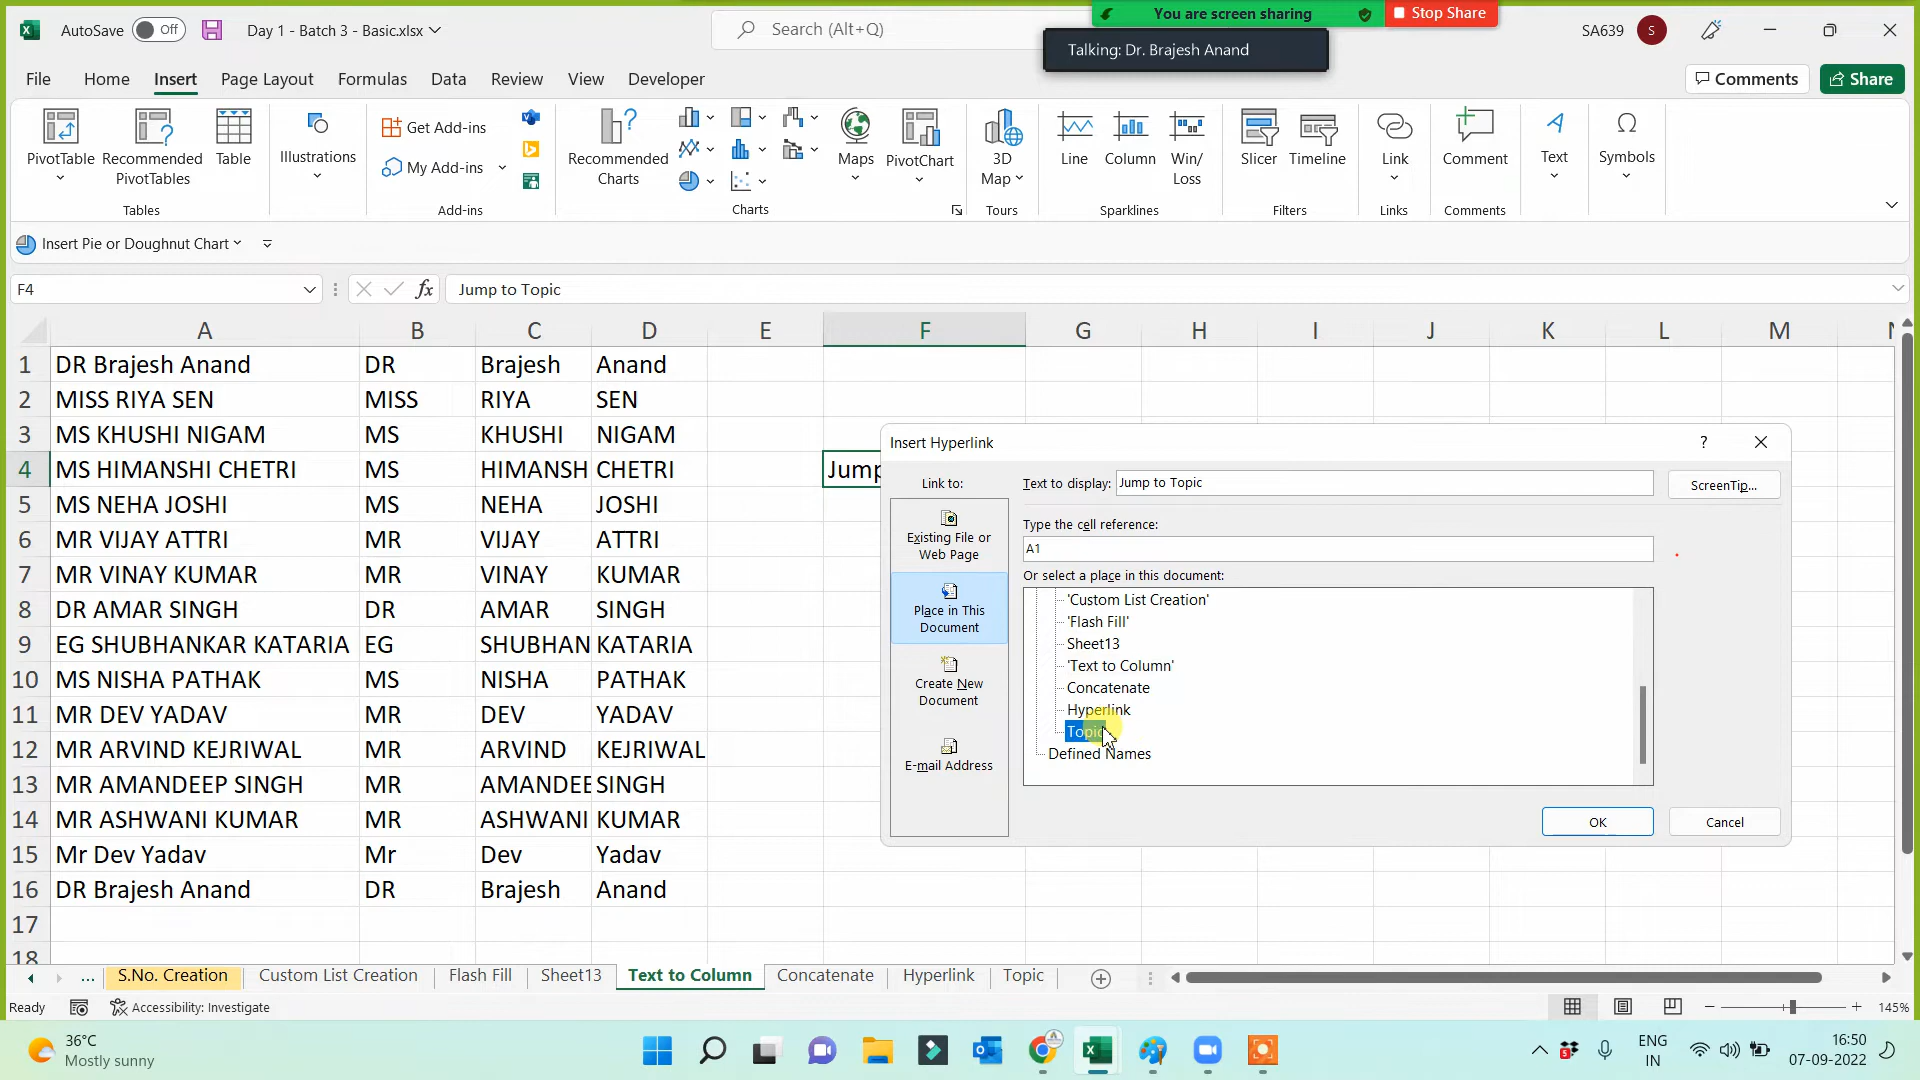 You are screen sharing
Stop Share
AutoSave Off
Day 1 - Batch 3 - Basic.xlsx
Search (Alt+Q)
SA639 S
Talking: Dr. Brajesh Anand
File Home Insert Page Layout Formulas Data Review View Developer
Comments Share
PivotTable
Recommended PivotTables
Table
Tables
Illustrations
Get Add-ins
My Add-ins
Add-ins
Recommended Charts
Maps
PivotChart
Charts
3D Map
Tours
Line
Column
Win/ Loss
Sparklines
Slicer
Timeline
Filters
Link
Links
Comment
Comments
Text
Symbols
Insert Pie or Doughnut Chart
F4 fx Jump to Topic
A B C D E F G H I J K L M
1 DR Brajesh Anand DR Brajesh Anand
2 MISS RIYA SEN MISS RIYA SEN
3 MS KHUSHI NIGAM MS KHUSHI NIGAM
4 MS HIMANSHI CHETRI MS HIMANSH CHETRI Jump
5 MS NEHA JOSHI MS NEHA JOSHI
6 MR VIJAY ATTRI MR VIJAY ATTRI
7 MR VINAY KUMAR MR VINAY KUMAR
8 DR AMAR SINGH DR AMAR SINGH
9 EG SHUBHANKAR KATARIA EG SHUBHAN KATARIA
10 MS NISHA PATHAK MS NISHA PATHAK
11 MR DEV YADAV MR DEV YADAV
12 MR ARVIND KEJRIWAL MR ARVIND KEJRIWAL
13 MR AMANDEEP SINGH MR AMANDEE SINGH
14 MR ASHWANI KUMAR MR ASHWANI KUMAR
15 Mr Dev Yadav Mr Dev Yadav
16 DR Brajesh Anand DR Brajesh Anand
17
18
Insert Hyperlink ?
Link to:
Text to display: Jump to Topic
ScreenTip...
Existing File or Web Page
Place in This Document
Create New Document
E-mail Address
Type the cell reference:
A1
Or select a place in this document:
'Custom List Creation'
'Flash Fill'
Sheet13
'Text to Column'
Concatenate
Hyperlink
Topic
Defined Names
OK Cancel
... S.No. Creation Custom List Creation Flash Fill Sheet13 Text to Column Concatenate Hyperlink Topic
Ready Accessibility: Investigate
145%
36°C
Mostly sunny
ENG
IN
16:50
07-09-2022